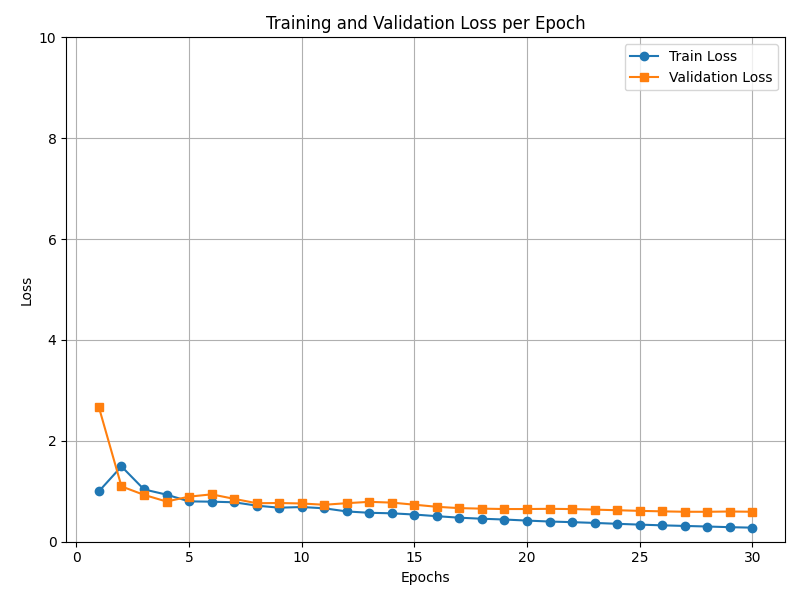 Training and Validation Loss per Epoch
Train Loss
Validation Loss
Loss
10
8
6
4
2
0
0 5 10 15 20 25 30
Epochs